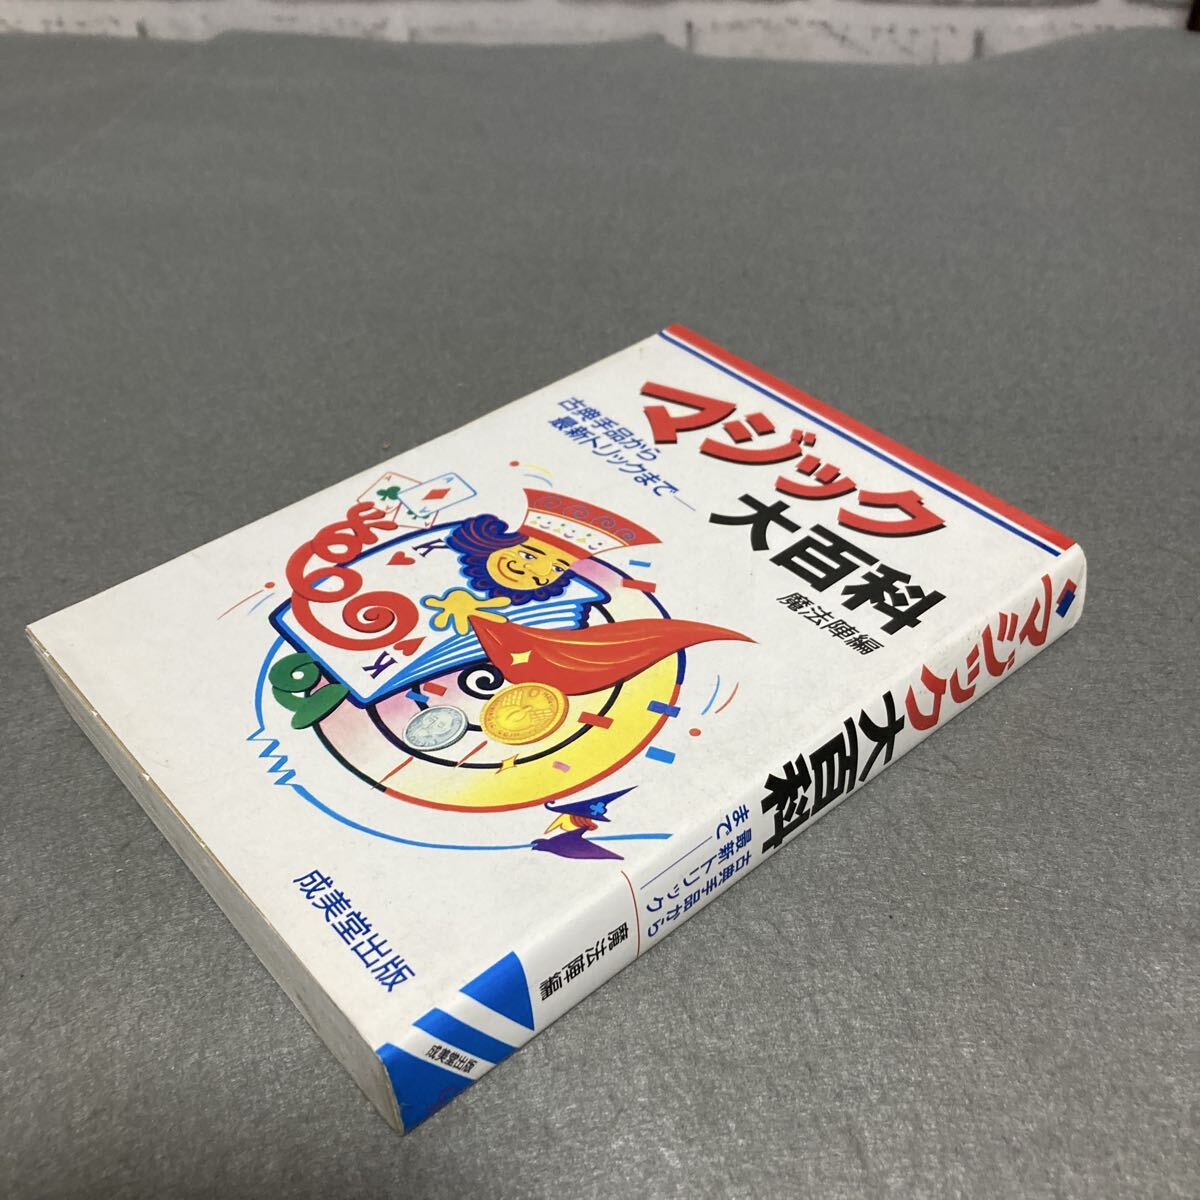 マジック
大百科
古典手品から
最新トリックまで──
魔法陣編
K
K
A
成美堂出版
マジック大百科
古典手品から
最新トリック
まで──
魔法陣編
成美堂出版